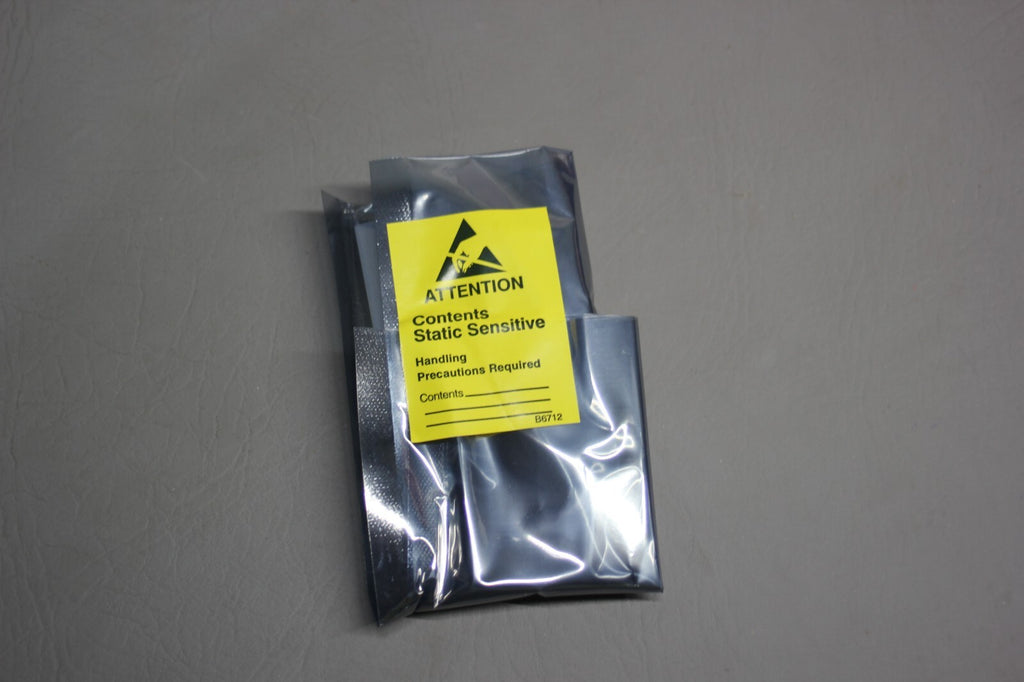 ATTENTION
Contents
Static Sensitive
Handling
Precautions Required
Contents
B6712